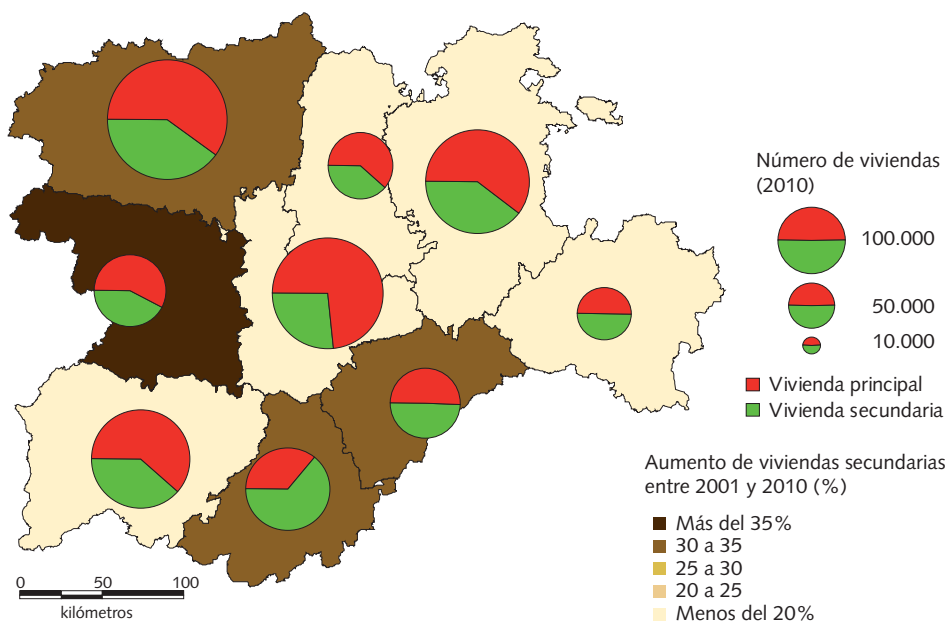 Número de viviendas
(2010)
100.000
50.000
10.000
Vivienda principal
Vivienda secundaria
Aumento de viviendas secundarias
entre 2001 y 2010 (%)
Más del 35%
30 a 35
25 a 30
20 a 25
Menos del 20%
0 50 100
kilómetros